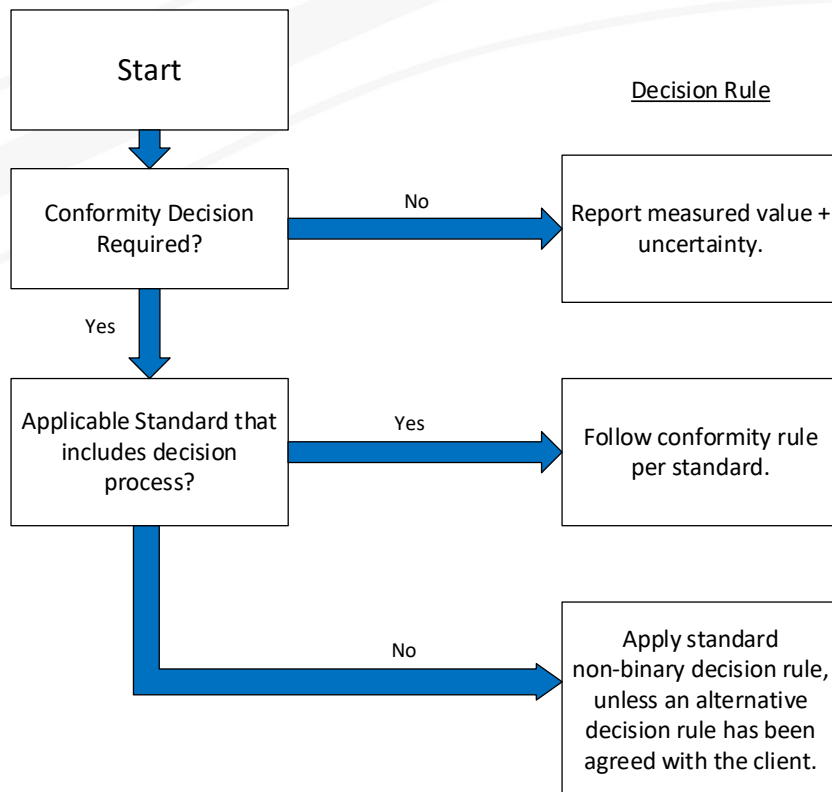 Start
Decision Rule
Conformity Decision
Required?
No
Report measured value +
uncertainty.
Yes
Applicable Standard that
includes decision
process?
Yes
Follow conformity rule
per standard.
No
Apply standard
non-binary decision rule,
unless an alternative
decision rule has been
agreed with the client.